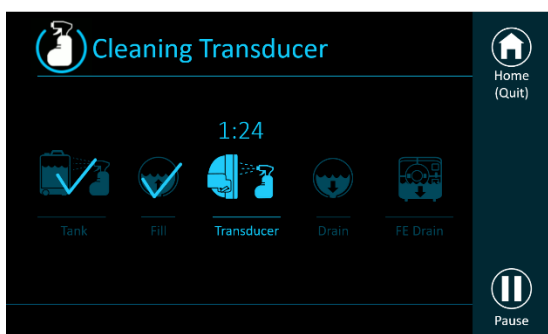 Cleaning Transducer
Home
(Quit)
1:24
Tank
Fill
Transducer
Drain
FE Drain
Pause